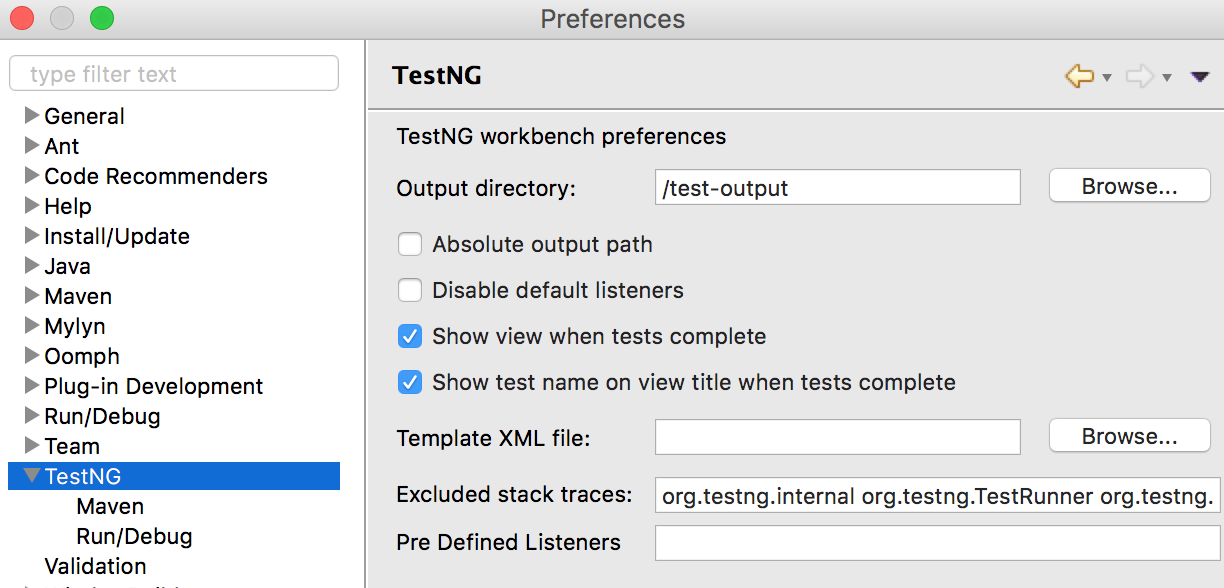 Preferences
type filter text
General
Ant
Code Recommenders
Help
Install/Update
Java
Maven
Mylyn
Oomph
Plug-in Development
Run/Debug
Team
TestNG
Maven
Run/Debug
Validation
TestNG
TestNG workbench preferences
Output directory: /test-output Browse...
Absolute output path
Disable default listeners
Show view when tests complete
Show test name on view title when tests complete
Template XML file: Browse...
Excluded stack traces: org.testng.internal org.testng.TestRunner org.testng.
Pre Defined Listeners